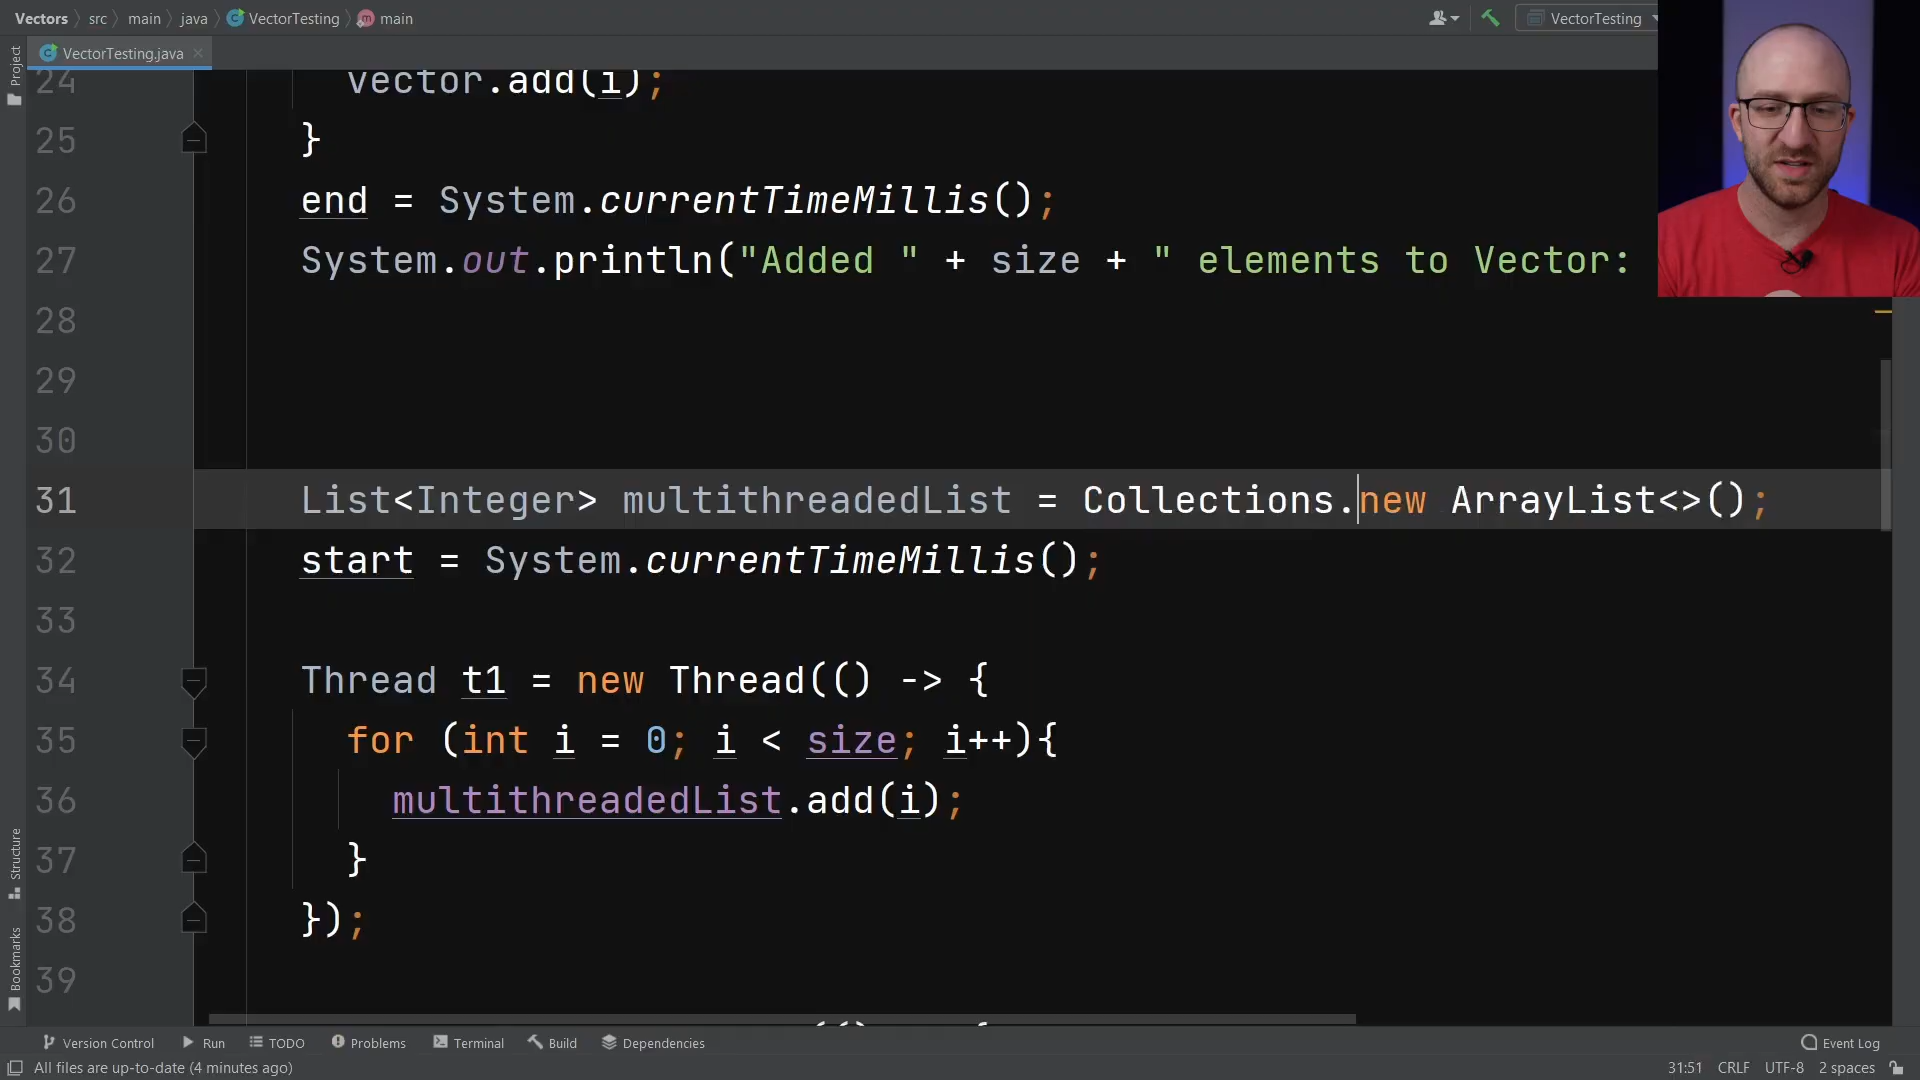 Vectors src main java VectorTesting main
VectorTesting
VectorTesting.java
Project
24 vector.add(i);
25 }
26 end = System.currentTimeMillis();
27 System.out.println("Added " + size + " elements to Vector:
28
29
30
31 List<Integer> multithreadedList = Collections.new ArrayList<>();
32 start = System.currentTimeMillis();
33
34 Thread t1 = new Thread(() -> {
35 for (int i = 0; i < size; i++){
36 multithreadedList.add(i);
37 }
38 });
39
Structure
Bookmarks
Version Control Run TODO Problems Terminal Build Dependencies Event Log
All files are up-to-date (4 minutes ago) 31:51 CRLF UTF-8 2 spaces